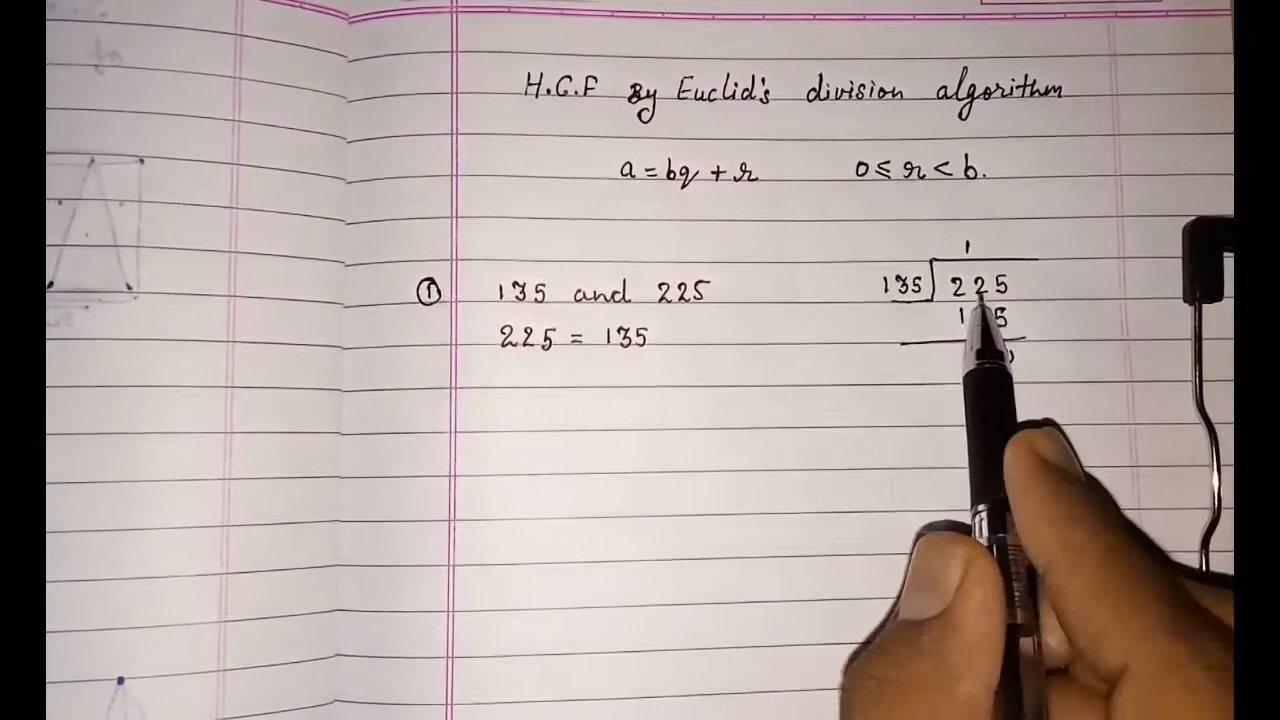 H.C.F By Euclid's division algorithm
a = bq + r 0 ≤ r < b.
1
① 135 and 225 135 225
225 = 135